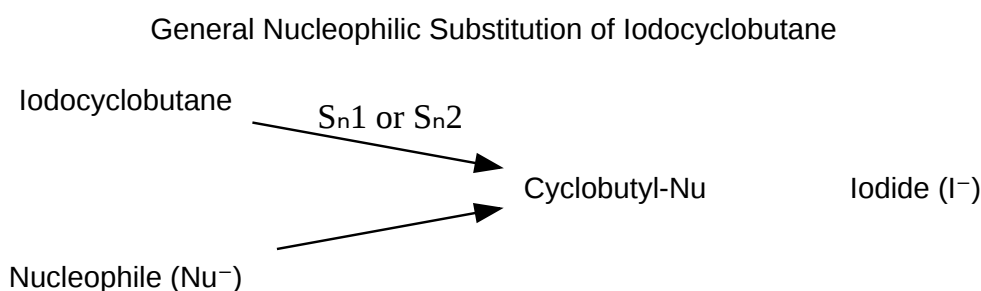 General Nucleophilic Substitution of Iodocyclobutane
Iodocyclobutane
Sₙ1 or Sₙ2
Cyclobutyl-Nu
Iodide (I⁻)
Nucleophile (Nu⁻)